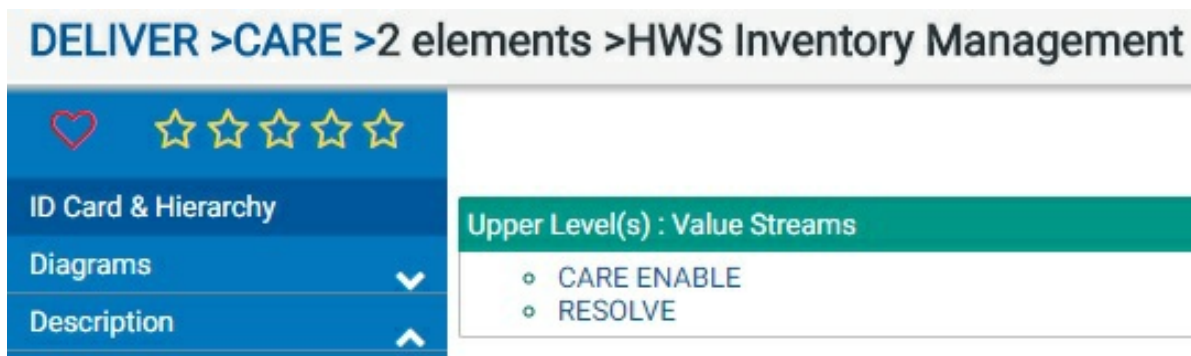 DELIVER >CARE >2 elements >HWS Inventory Management
ID Card & Hierarchy
Diagrams
Description
Upper Level(s) : Value Streams
CARE ENABLE
RESOLVE